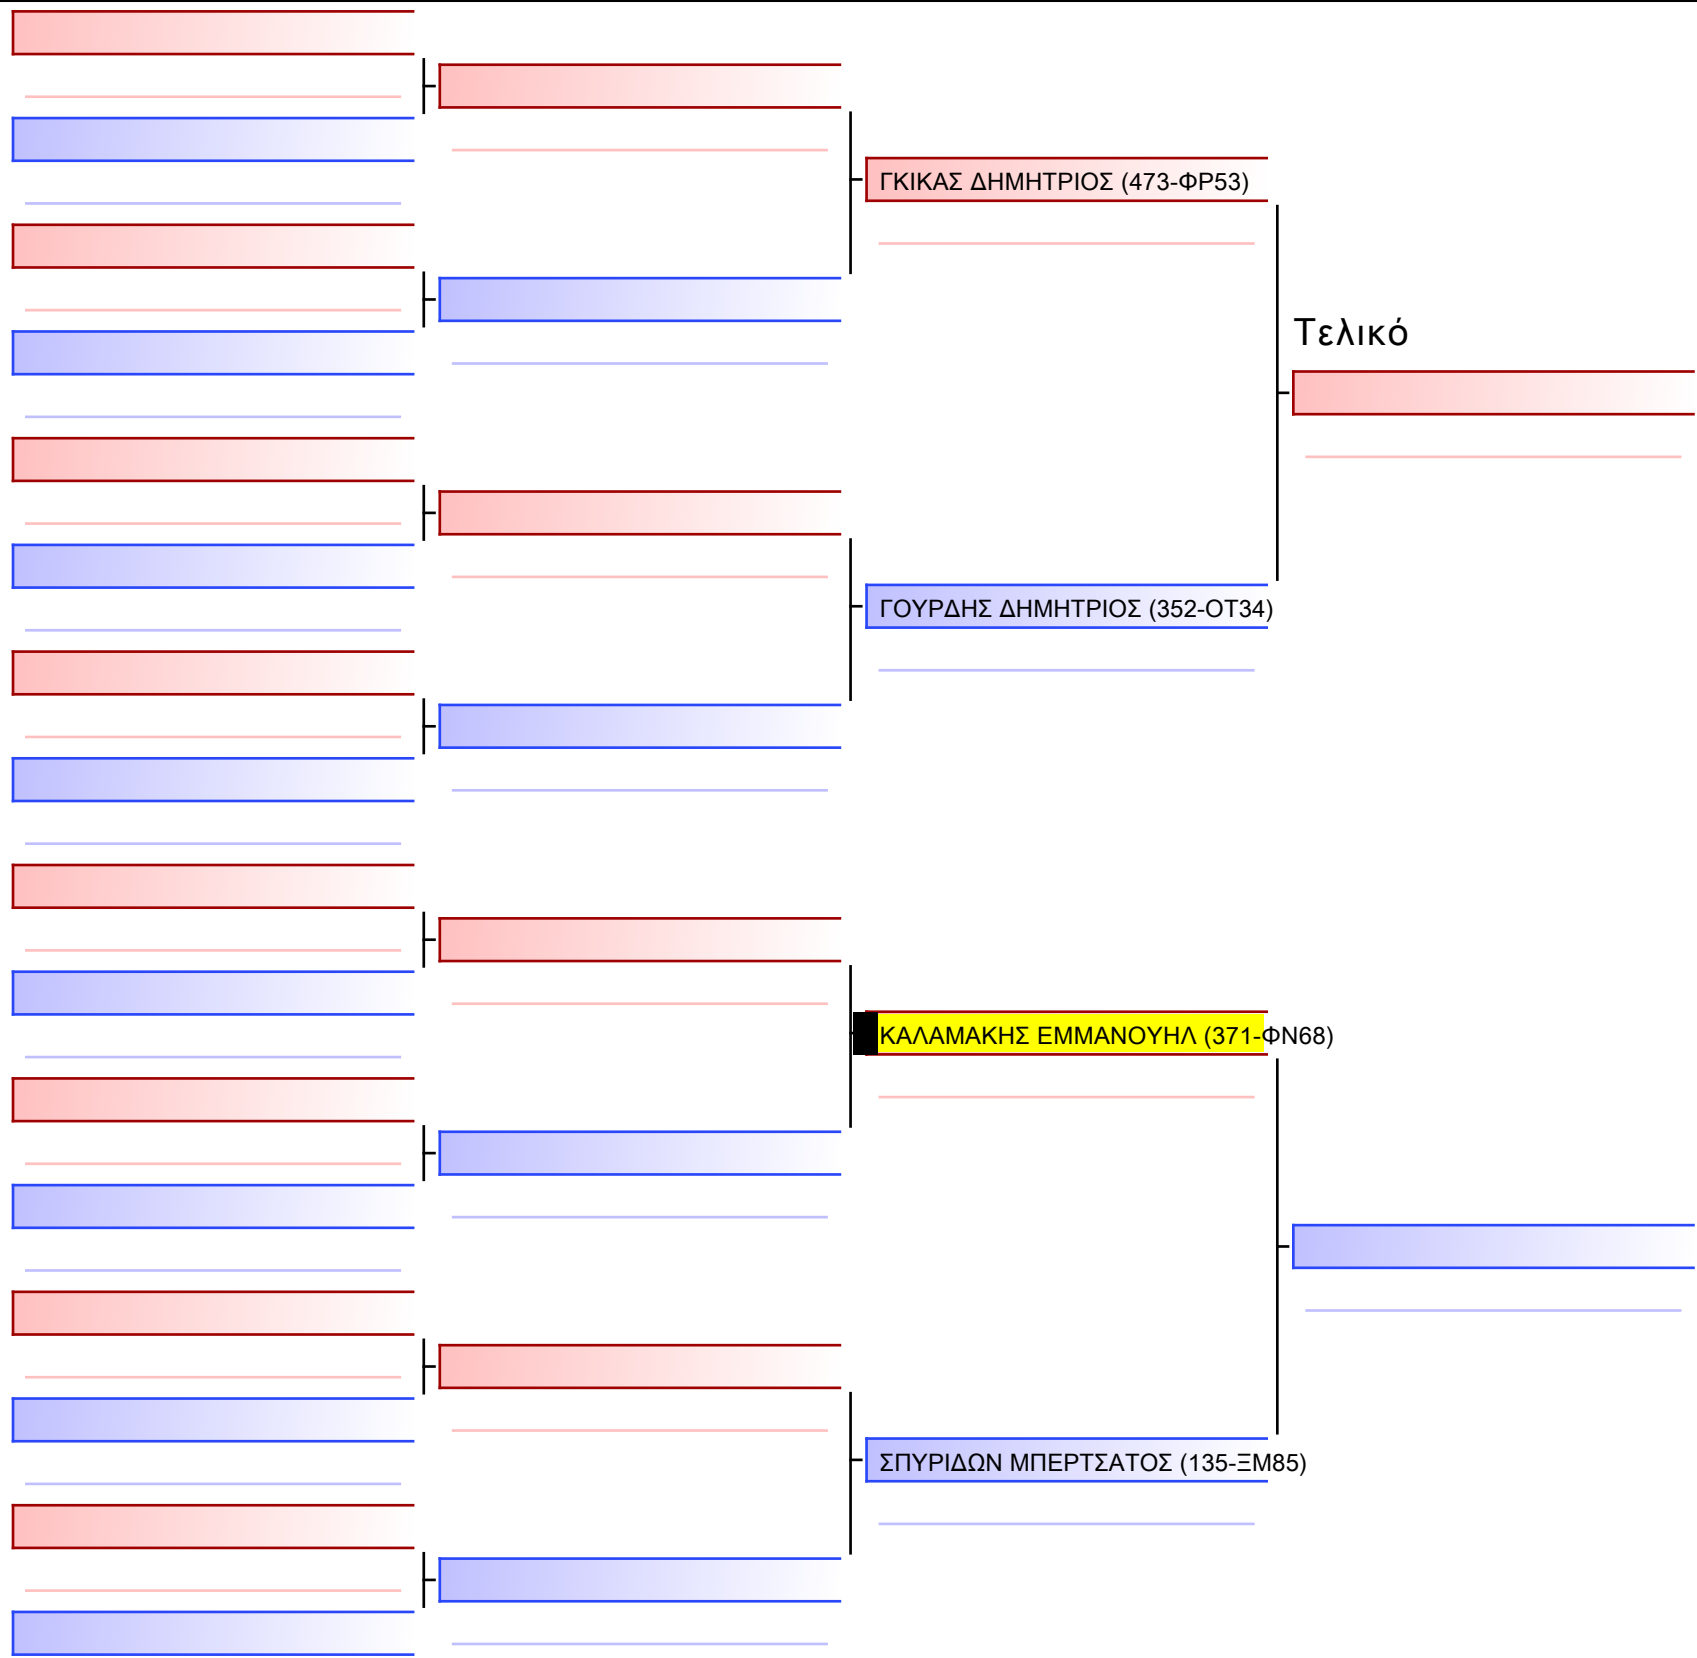 ΓΚΙΚΑΣ ΔΗΜΗΤΡΙΟΣ (473-ΦΡ53)
Τελικό
ΓΟΥΡΔΗΣ ΔΗΜΗΤΡΙΟΣ (352-ΟΤ34)
ΚΑΛΑΜΑΚΗΣ ΕΜΜΑΝΟΥΗΛ (371-ΦΝ68)
ΣΠΥΡΙΔΩΝ ΜΠΕΡΤΣΑΤΟΣ (135-ΞΜ85)